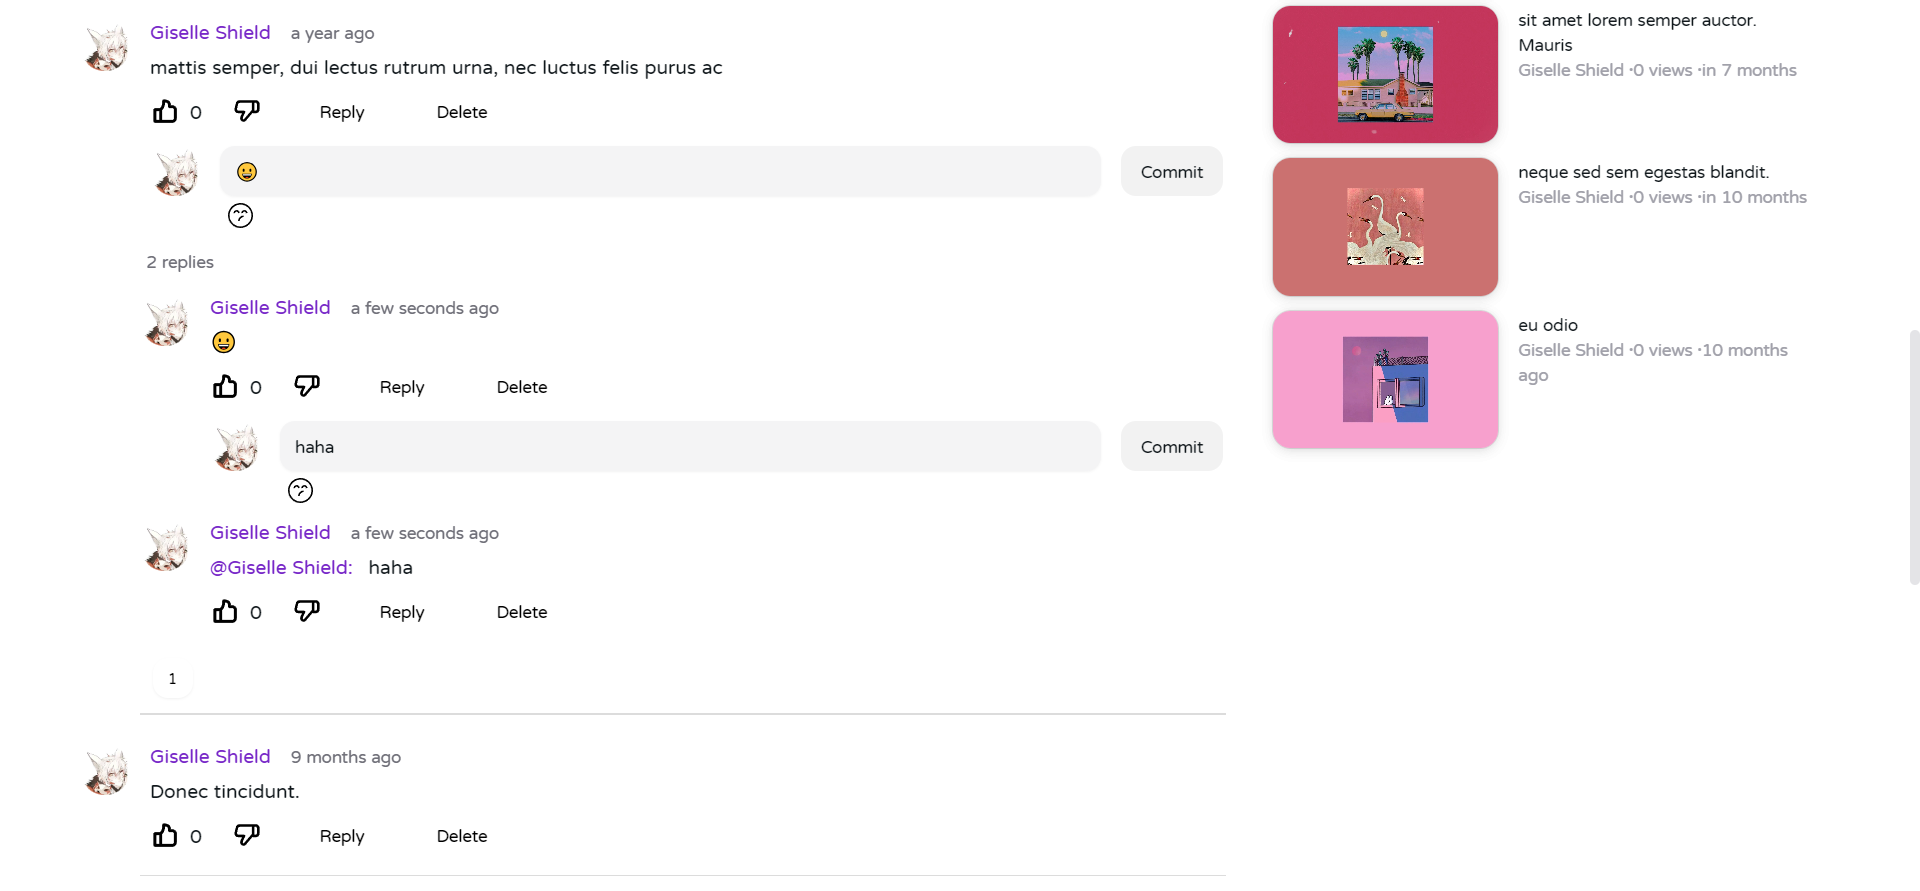 Giselle Shield a year ago
mattis semper, dui lectus rutrum urna, nec luctus felis purus ac
0 Reply Delete
😀 Commit
2 replies
Giselle Shield a few seconds ago
😀
0 Reply Delete
haha Commit
Giselle Shield a few seconds ago
@Giselle Shield: haha
0 Reply Delete
1
Giselle Shield 9 months ago
Donec tincidunt.
0 Reply Delete
sit amet lorem semper auctor.
Mauris
Giselle Shield ·0 views ·in 7 months
neque sed sem egestas blandit.
Giselle Shield ·0 views ·in 10 months
eu odio
Giselle Shield ·0 views ·10 months
ago